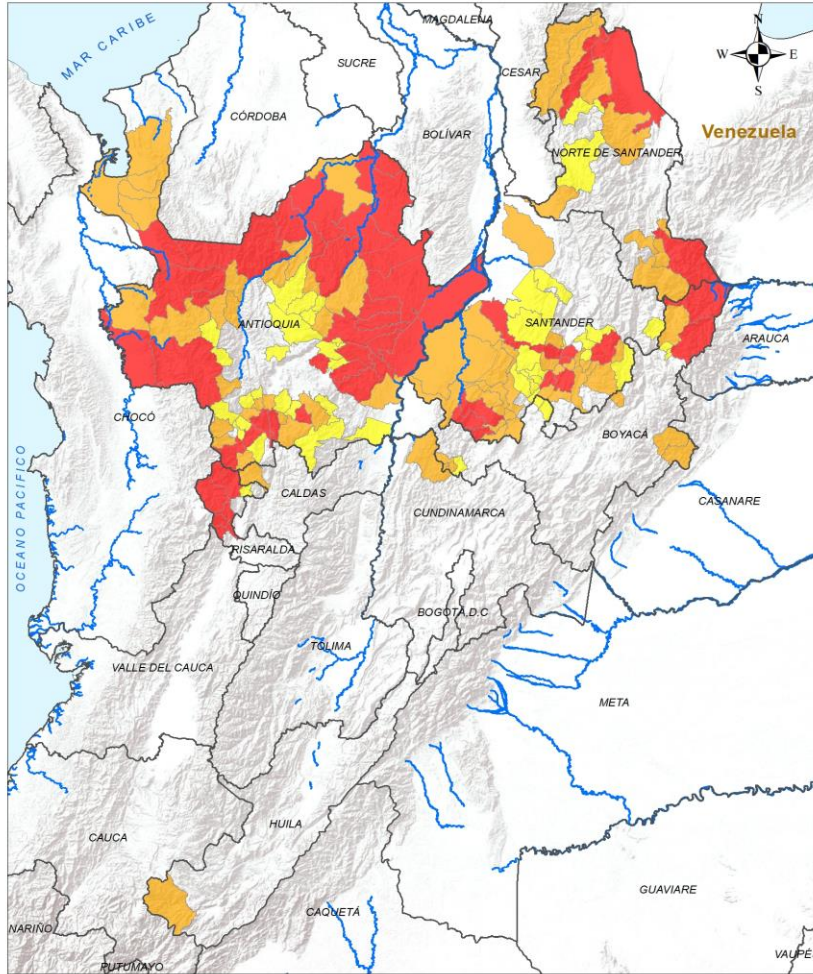 MAGDALENA
N
MAR CARIBE
SUCRE
CESAR
W
E
S
CÓRDOBA
BOLÍVAR
Venezuela
NORTE DE SANTANDER
ANTIOQUIA
SANTANDER
ARAUCA
CHOCÓ
BOYACÁ
OCEANO PACIFICO
CALDAS
CUNDINAMARCA
CASANARE
RISARALDA
QUINDÍO
BOGOTÁ,D.C
TOLIMA
VALLE DEL CAUCA
META
HUILA
CAUCA
GUAVIARE
CAQUETÁ
NARIÑO
PUTUMAYO
VAUPÉ